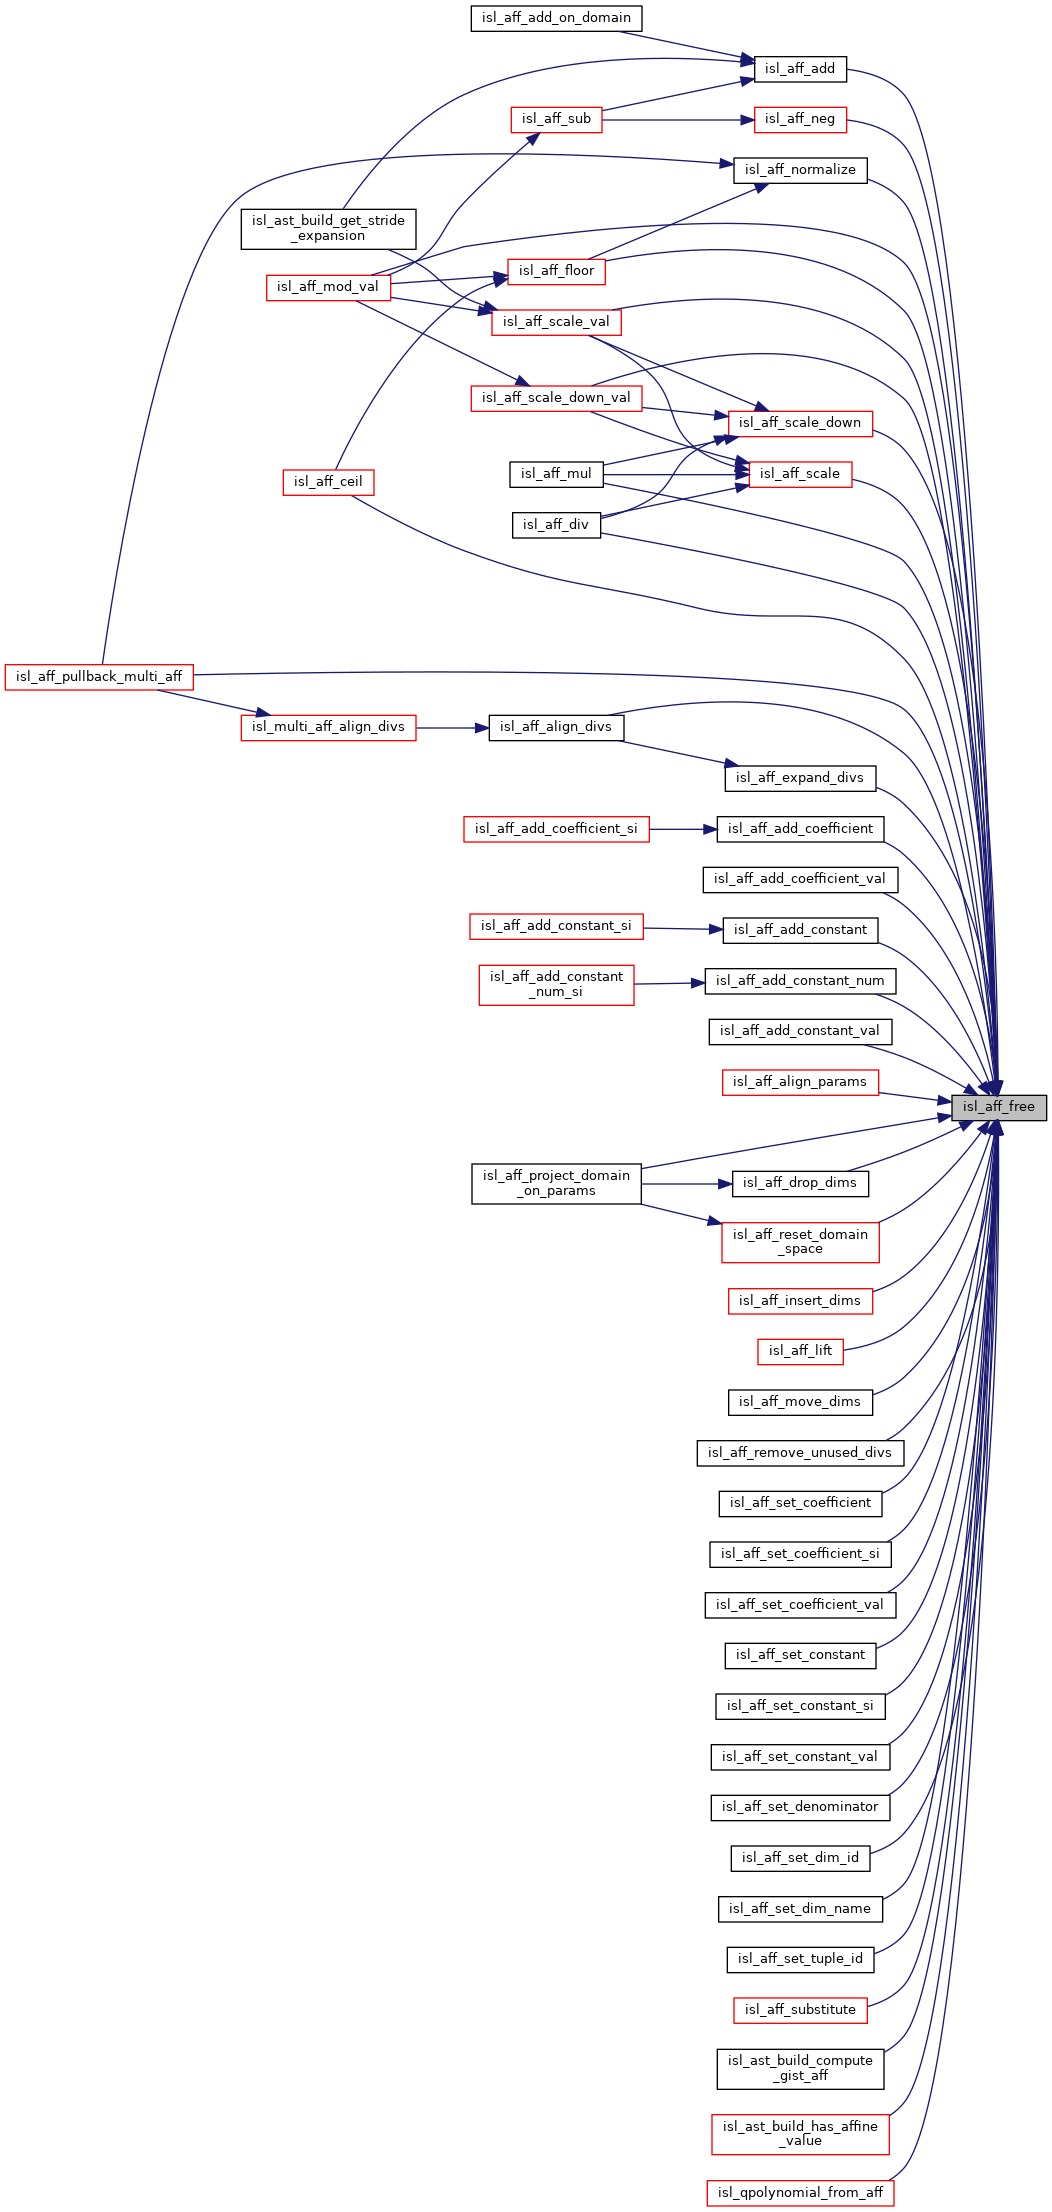 isl_aff_add_on_domain
isl_aff_add
isl_aff_sub
isl_aff_neg
isl_aff_normalize
isl_ast_build_get_stride
_expansion
isl_aff_floor
isl_aff_mod_val
isl_aff_scale_val
isl_aff_scale_down_val
isl_aff_scale_down
isl_aff_mul
isl_aff_scale
isl_aff_ceil
isl_aff_div
isl_aff_pullback_multi_aff
isl_multi_aff_align_divs
isl_aff_align_divs
isl_aff_expand_divs
isl_aff_add_coefficient_si
isl_aff_add_coefficient
isl_aff_add_coefficient_val
isl_aff_add_constant_si
isl_aff_add_constant
isl_aff_add_constant
_num_si
isl_aff_add_constant_num
isl_aff_add_constant_val
isl_aff_align_params
isl_aff_free
isl_aff_project_domain
_on_params
isl_aff_drop_dims
isl_aff_reset_domain
_space
isl_aff_insert_dims
isl_aff_lift
isl_aff_move_dims
isl_aff_remove_unused_divs
isl_aff_set_coefficient
isl_aff_set_coefficient_si
isl_aff_set_coefficient_val
isl_aff_set_constant
isl_aff_set_constant_si
isl_aff_set_constant_val
isl_aff_set_denominator
isl_aff_set_dim_id
isl_aff_set_dim_name
isl_aff_set_tuple_id
isl_aff_substitute
isl_ast_build_compute
_gist_aff
isl_ast_build_has_affine
_value
isl_qpolynomial_from_aff